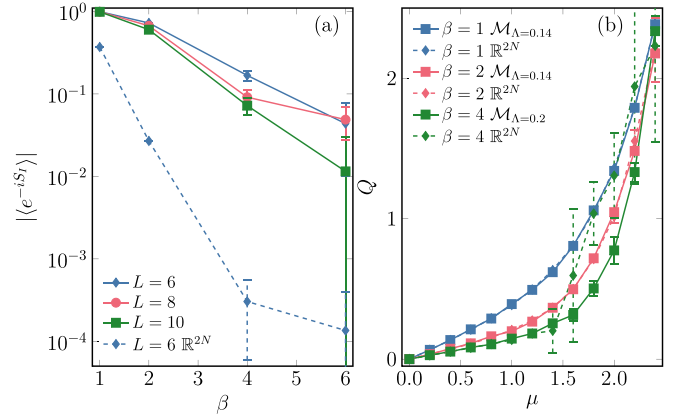 (a)
10⁰
10⁻¹
10⁻²
10⁻³
10⁻⁴
|⟨e^{-iS_I}⟩|
L = 6
L = 8
L = 10
L = 6 ℝ^{2N}
1
2
3
4
5
6
β
(b)
β = 1 ℳ_{Λ=0.14}
β = 1 ℝ^{2N}
β = 2 ℳ_{Λ=0.14}
β = 2 ℝ^{2N}
β = 4 ℳ_{Λ=0.2}
β = 4 ℝ^{2N}
2
1
0
Q
0.0
0.5
1.0
1.5
2.0
μ